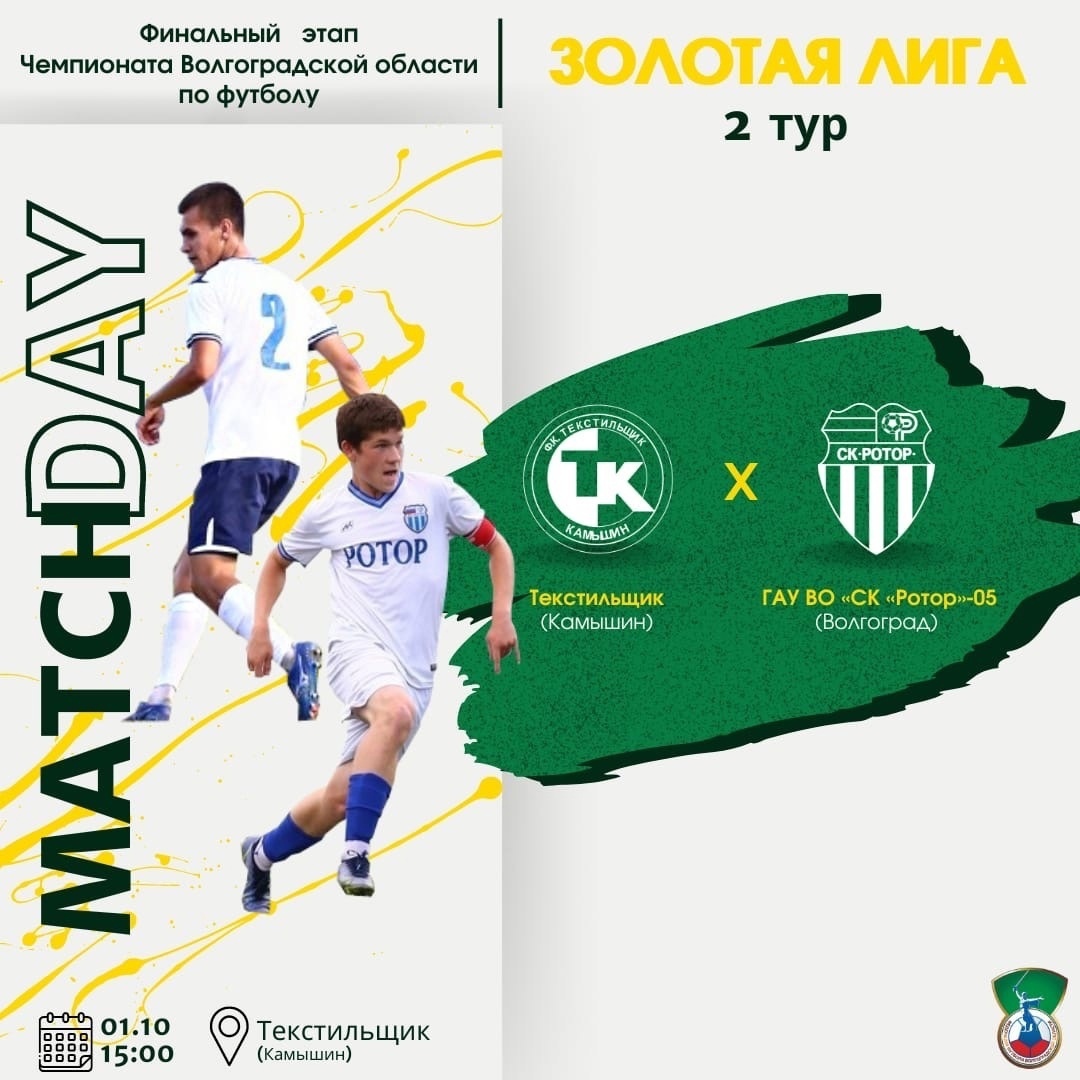 Финальный этап
Чемпионата Волгоградской области
по футболу
ЗОЛОТАЯ ЛИГА
2 тур
MATCHDAY
2
РОТОР
ФК ТЕКСТИЛЬЩИК
ТК
КАМЫШИН
X
СК-РОТОР-
Текстильщик
(Камышин)
ГАУ ВО «СК «Ротор»-05
(Волгоград)
01.10
15:00
Текстильщик
(Камышин)